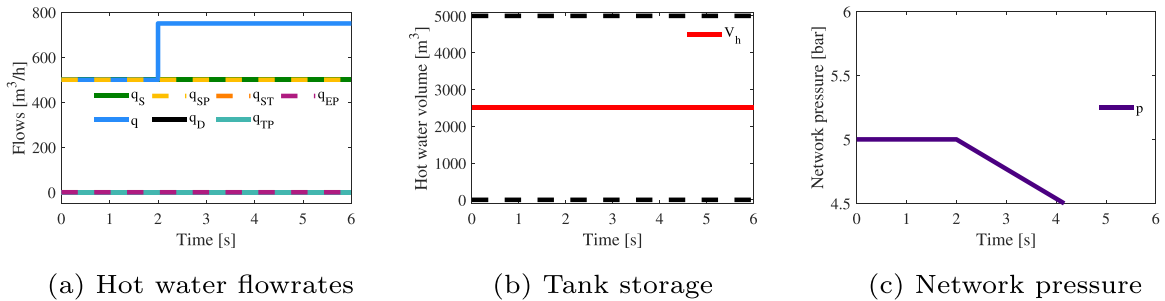 800
600
400
200
0
Flows [m³/h]
q_S q_SP q_ST q_EP
q q_D q_TP
0 1 2 3 4 5 6
Time [s]
(a) Hot water flowrates
5000
4000
3000
2000
1000
0
Hot water volume [m³]
V_h
0 1 2 3 4 5 6
Time [s]
(b) Tank storage
6
5.5
5
4.5
Network pressure [bar]
p
0 1 2 3 4 5 6
Time [s]
(c) Network pressure